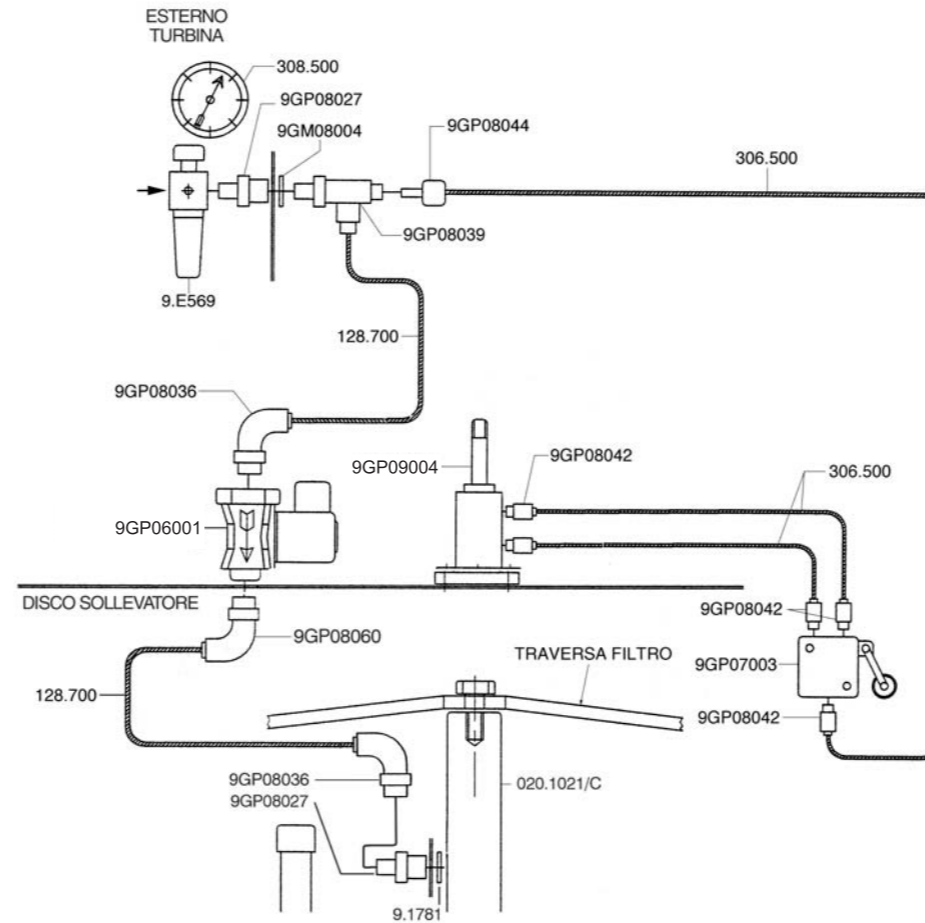 ESTERNO
TURBINA
308.500
9GP08027
9GM08004
9GP08044
306.500
9GP08039
9.E569
128.700
9GP08036
9GP09004
9GP08042
306.500
9GP06001
DISCO SOLLEVATORE
9GP08042
9GP08060
TRAVERSA FILTRO
9GP07003
128.700
9GP08042
9GP08036
020.1021/C
9GP08027
9.1781